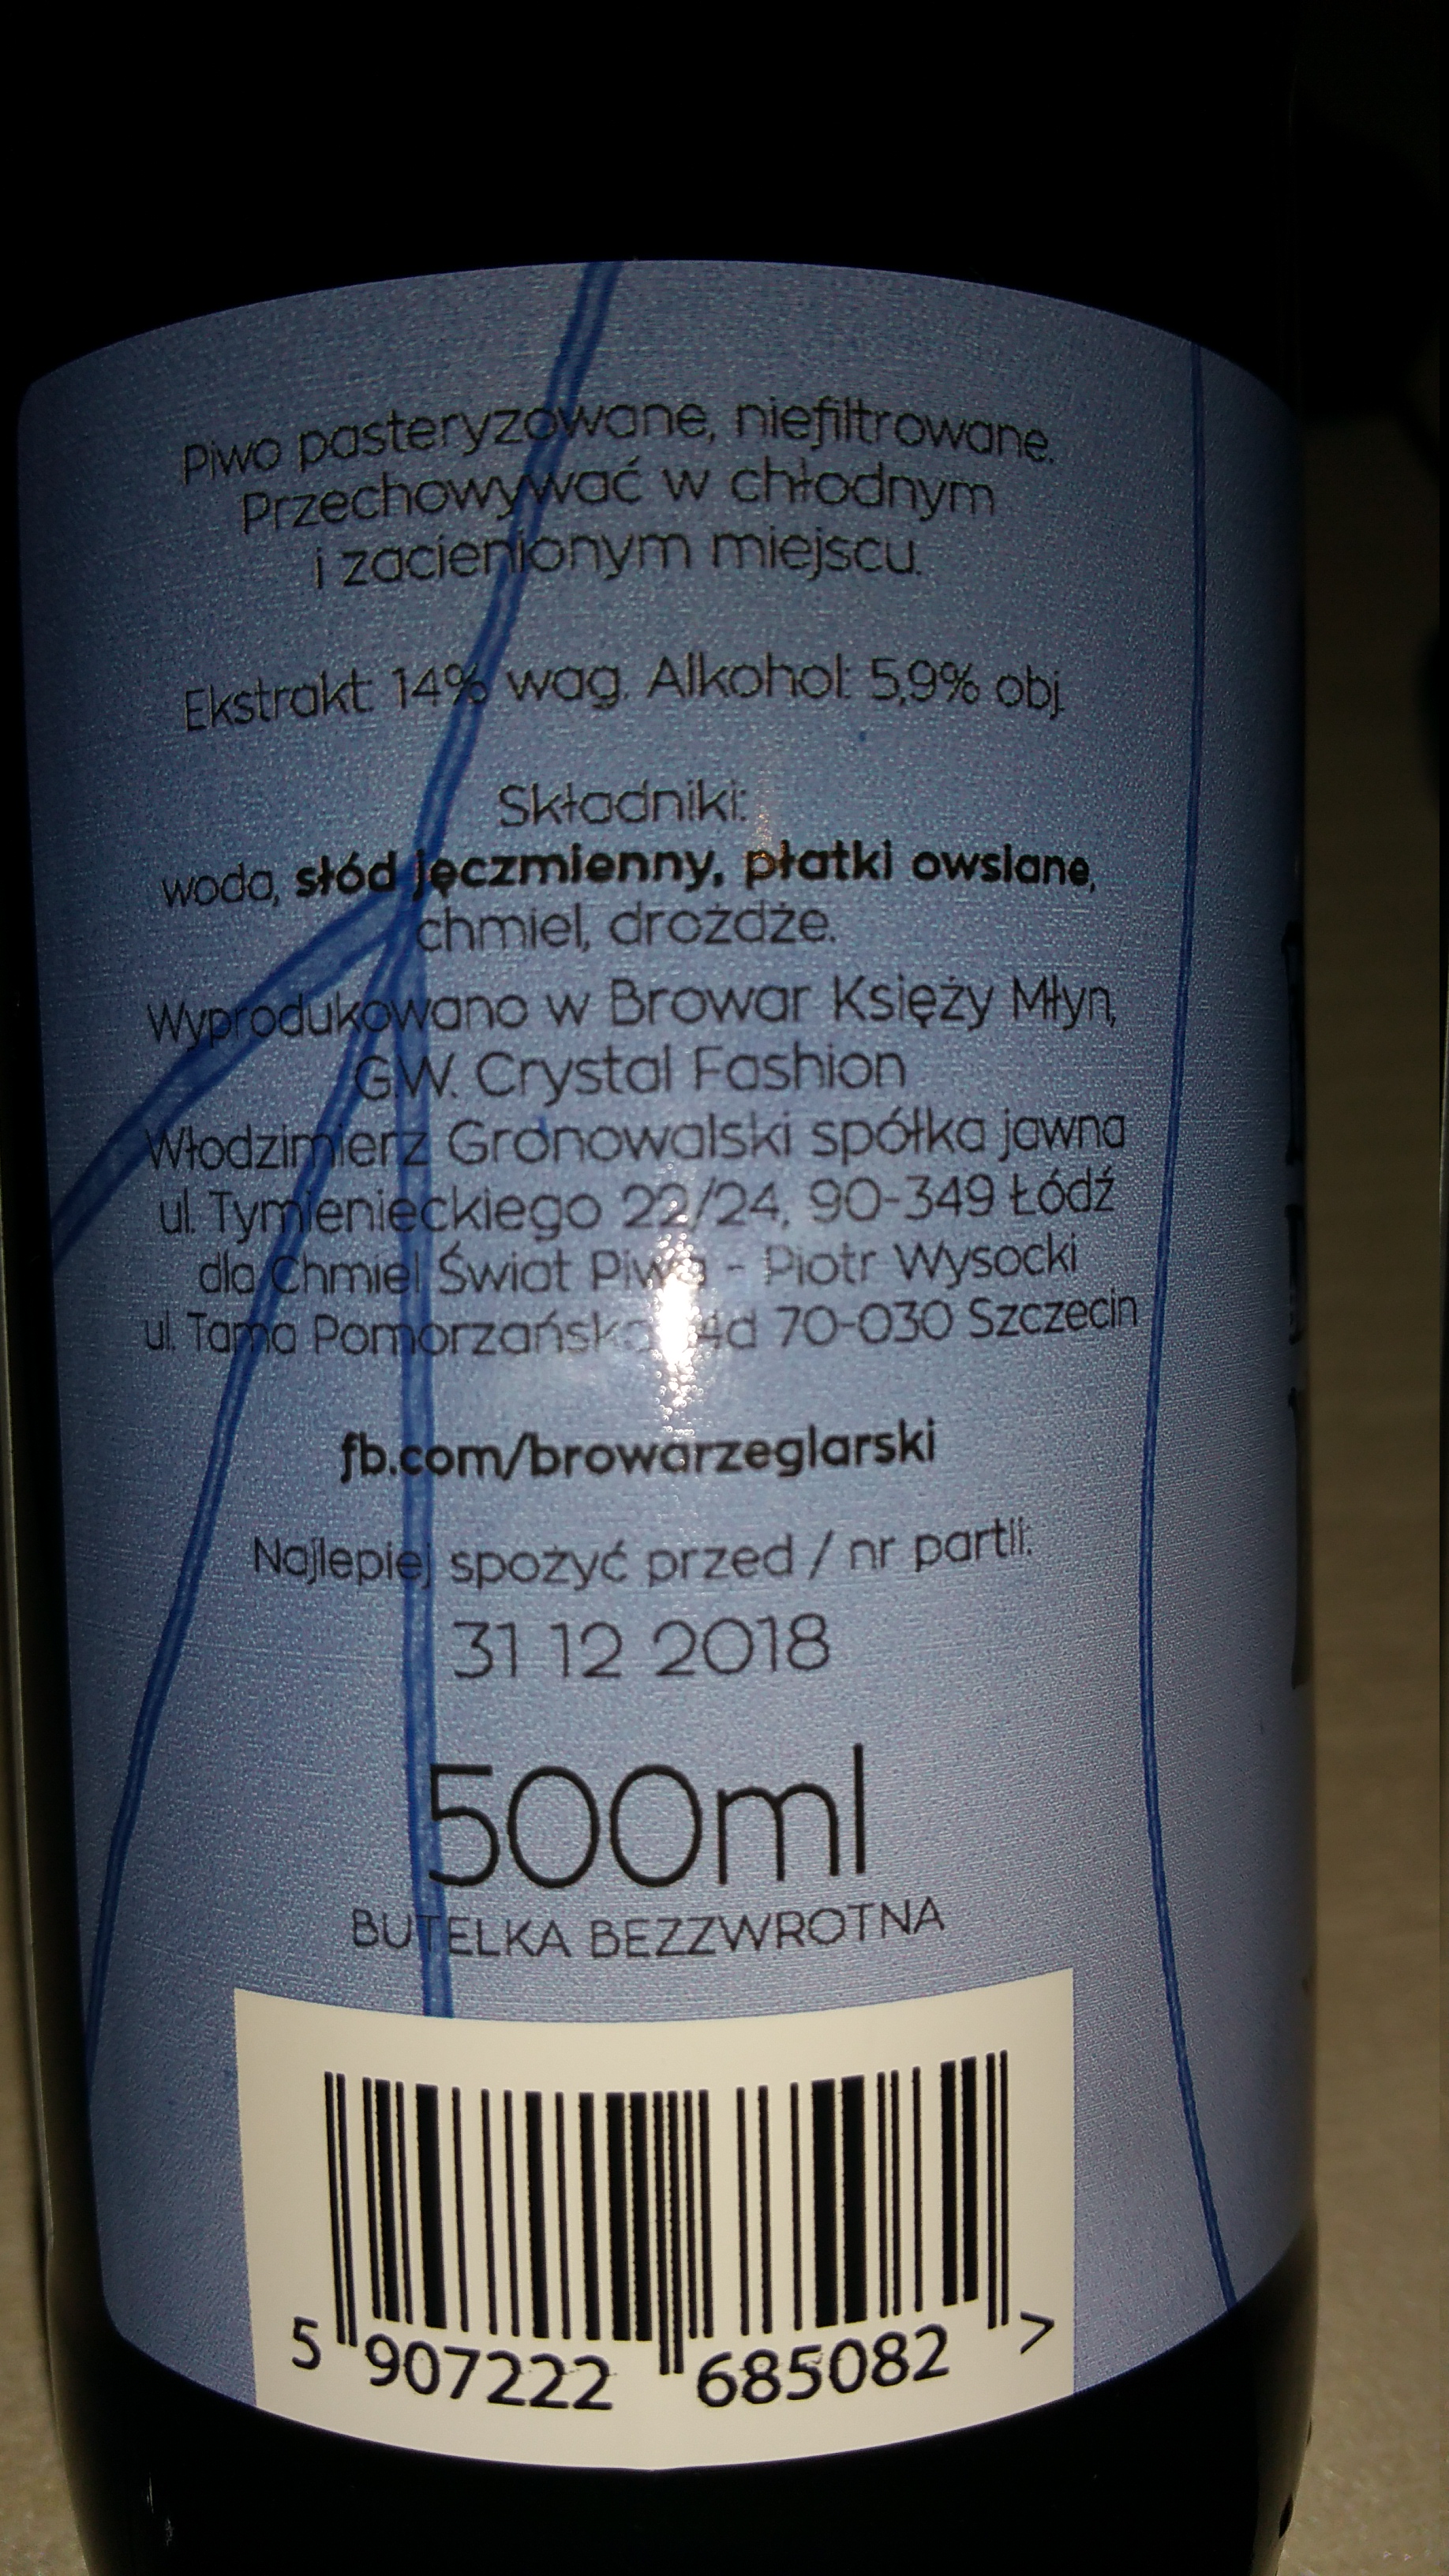 Piwo pasteryzowane, niefiltrowane.
Przechowywać w chłodnym
i zacienionym miejscu.
Ekstrakt: 14% wag. Alkohol: 5,9% obj.
Składniki:
woda, słód jęczmienny, płatki owsiane,
chmiel, drożdże.
Wyprodukowano w Browar Księży Młyn,
G.W. Crystal Fashion
Włodzimierz Gronowalski spółka jawna
ul. Tymienieckiego 22/24, 90-349 Łódź
dla Chmiel Świat Piwa - Piotr Wysocki
ul. Tama Pomorzańska 70-030 Szczecin
fb.com/browarzeglarski
Najlepiej spożyć przed / nr partii:
31 12 2018
500ml
BUTELKA BEZZWROTNA
5 907222 685082 >